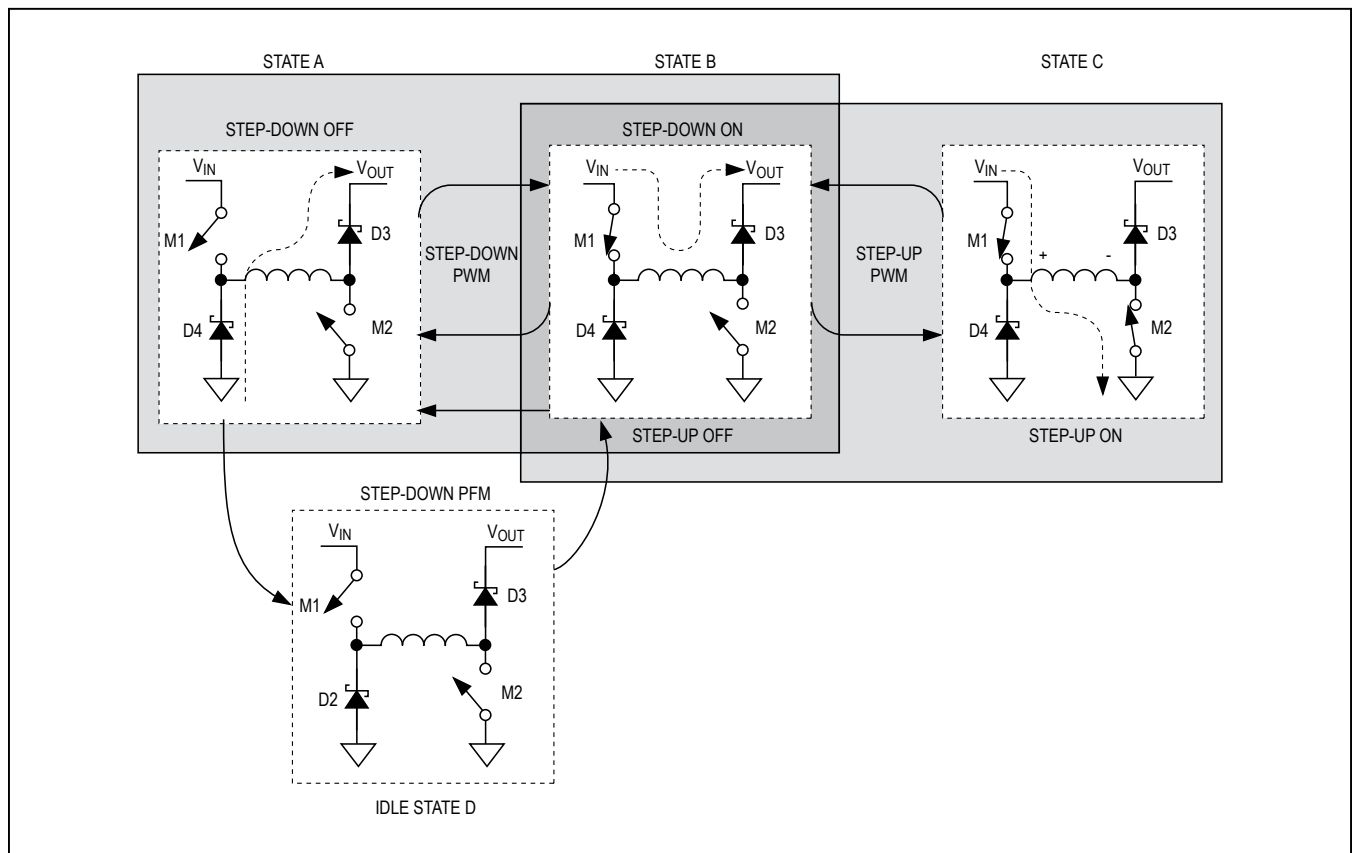 STATE A
STATE B
STATE C
STEP-DOWN OFF
STEP-DOWN ON
VIN
VOUT
M1
D3
D4
M2
STEP-DOWN
PWM
VIN
VOUT
M1
D3
D4
M2
STEP-UP
PWM
VIN
VOUT
M1
D3
+
-
D4
M2
STEP-UP OFF
STEP-UP ON
STEP-DOWN PFM
VIN
VOUT
M1
D3
D2
M2
IDLE STATE D